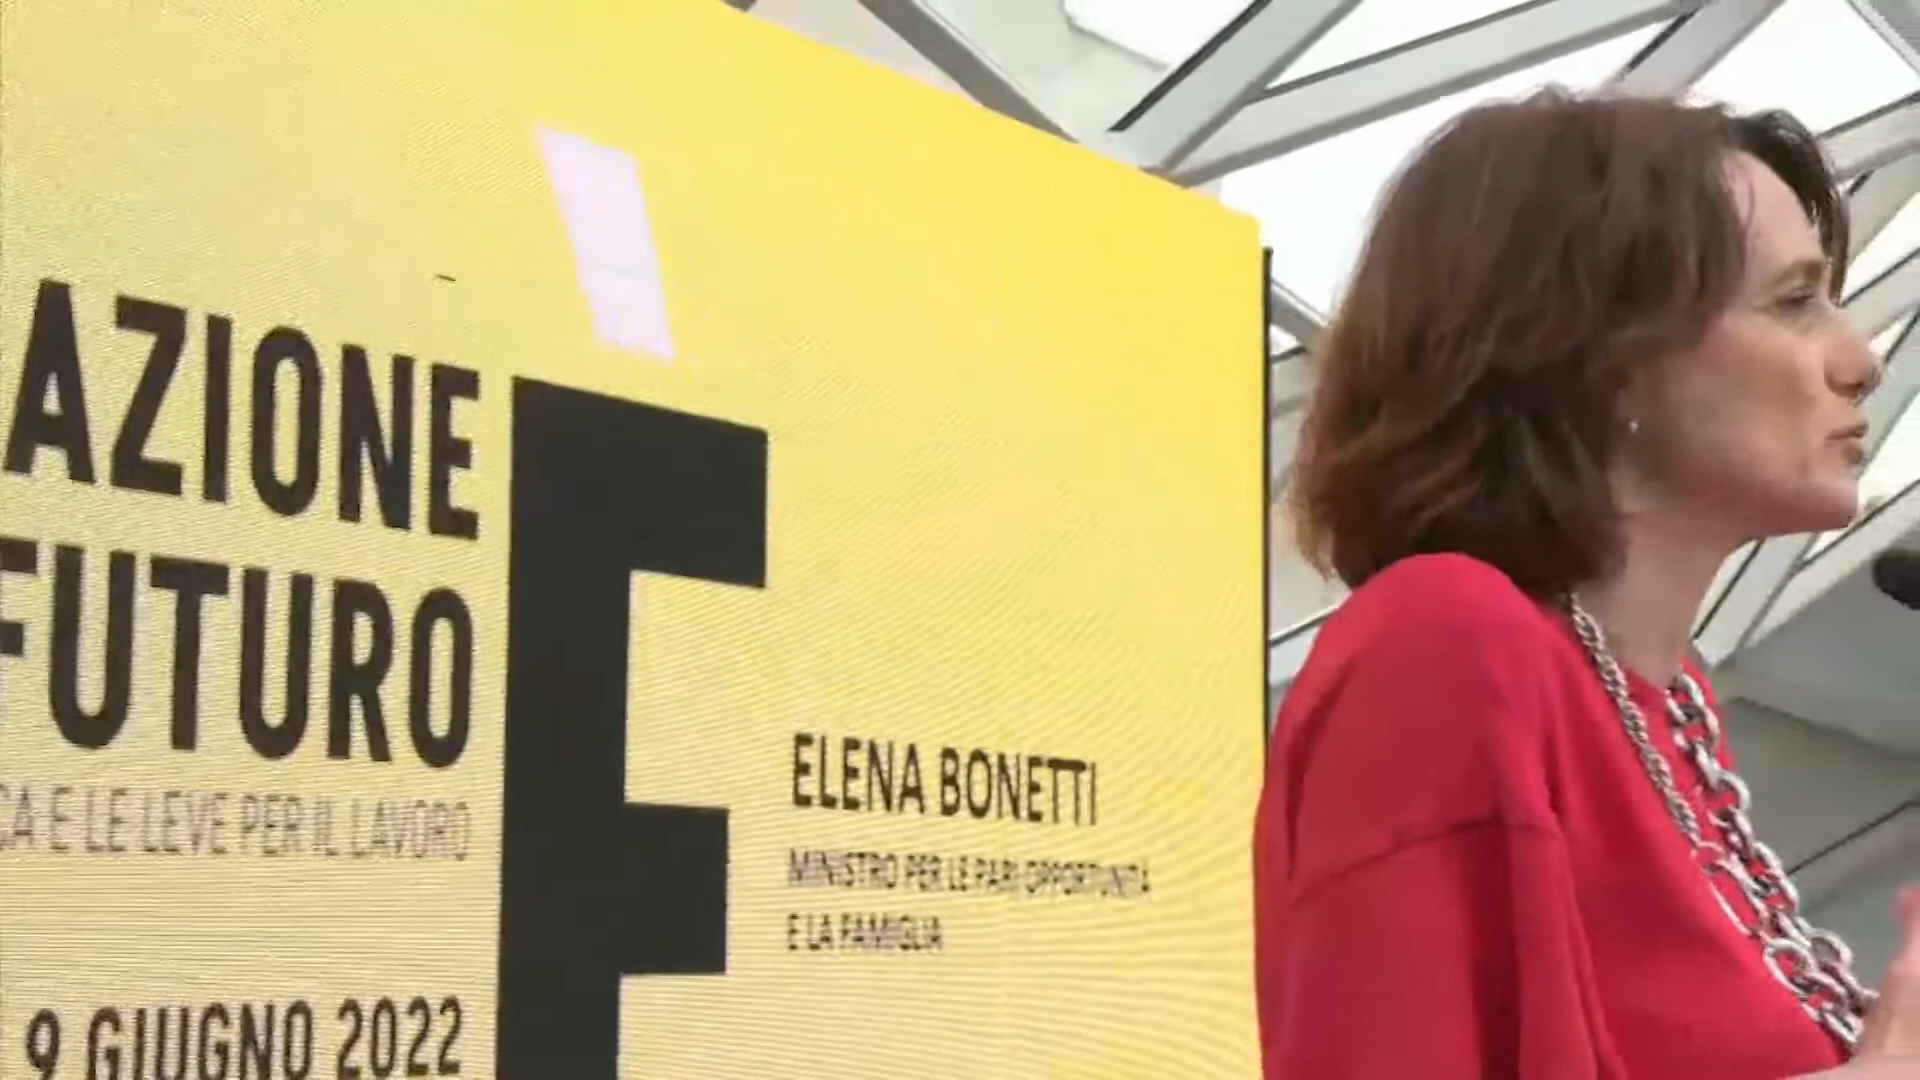 AZIONE
FUTURO
CA E LE LEVE PER IL LAVORO
9 GIUGNO 2022
F
ELENA BONETTI
MINISTRO PER LE PARI OPPORTUNITÀ
E LA FAMIGLIA